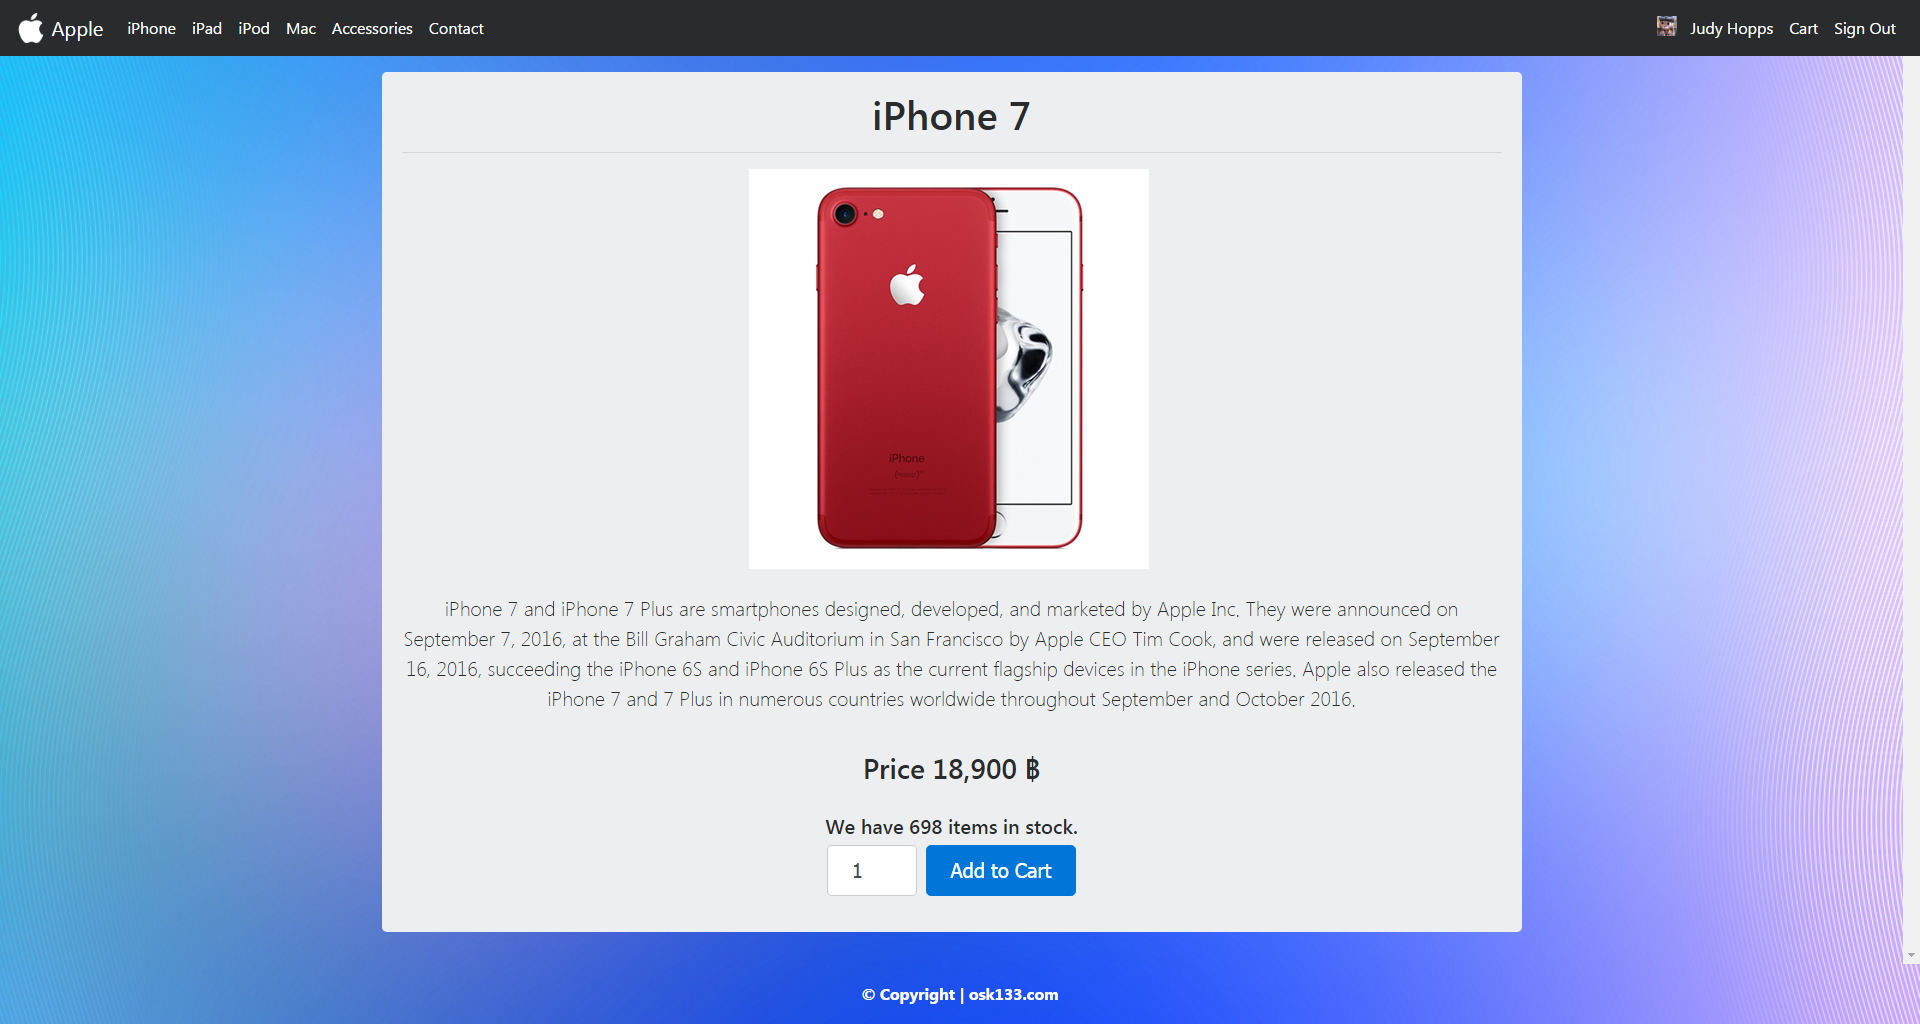 Apple iPhone iPad iPod Mac Accessories Contact Judy Hopps Cart Sign Out
iPhone 7
iPhone
(PRODUCT)™
iPhone 7 and iPhone 7 Plus are smartphones designed, developed, and marketed by Apple Inc. They were announced on
September 7, 2016, at the Bill Graham Civic Auditorium in San Francisco by Apple CEO Tim Cook, and were released on September
16, 2016, succeeding the iPhone 6S and iPhone 6S Plus as the current flagship devices in the iPhone series. Apple also released the
iPhone 7 and 7 Plus in numerous countries worldwide throughout September and October 2016.
Price 18,900 ฿
We have 698 items in stock.
1 Add to Cart
© Copyright | osk133.com